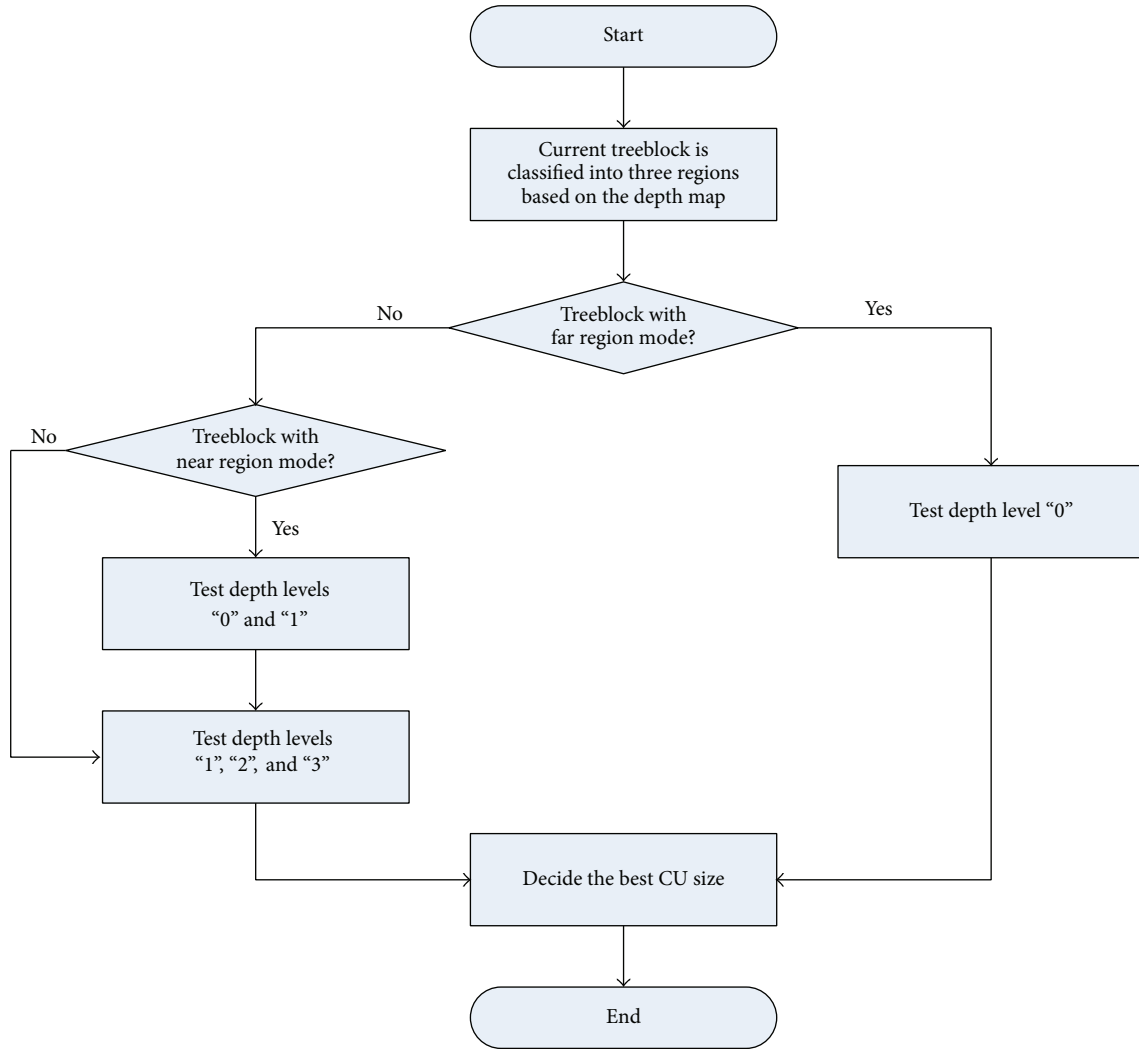 Start
Current treeblock is
classified into three regions
based on the depth map
No
Treeblock with
far region mode?
Yes
No
Treeblock with
near region mode?
Yes
Test depth level “0”
Test depth levels
“0” and “1”
Test depth levels
“1”, “2”, and “3”
Decide the best CU size
End